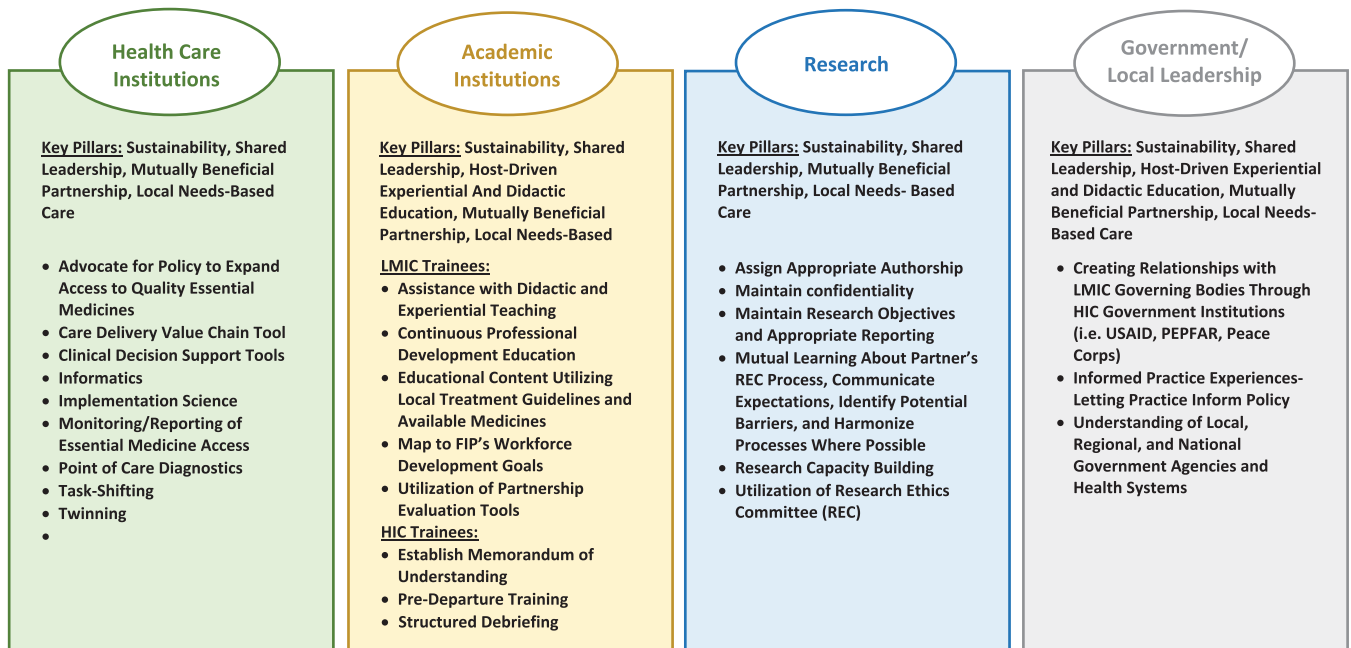 Health Care
Institutions
Key Pillars: Sustainability, Shared
Leadership, Mutually Beneficial
Partnership, Local Needs-Based
Care
• Advocate for Policy to Expand
Access to Quality Essential
Medicines
• Care Delivery Value Chain Tool
• Clinical Decision Support Tools
• Informatics
• Implementation Science
• Monitoring/Reporting of
Essential Medicine Access
• Point of Care Diagnostics
• Task-Shifting
• Twinning
•
Academic
Institutions
Key Pillars: Sustainability, Shared
Leadership, Host-Driven
Experiential And Didactic
Education, Mutually Beneficial
Partnership, Local Needs-Based
LMIC Trainees:
• Assistance with Didactic and
Experiential Teaching
• Continuous Professional
Development Education
• Educational Content Utilizing
Local Treatment Guidelines and
Available Medicines
• Map to FIP’s Workforce
Development Goals
• Utilization of Partnership
Evaluation Tools
HIC Trainees:
• Establish Memorandum of
Understanding
• Pre-Departure Training
• Structured Debriefing
Research
Key Pillars: Sustainability, Shared
Leadership, Mutually Beneficial
Partnership, Local Needs- Based
Care
• Assign Appropriate Authorship
• Maintain confidentiality
• Maintain Research Objectives
and Appropriate Reporting
• Mutual Learning About Partner’s
REC Process, Communicate
Expectations, Identify Potential
Barriers, and Harmonize
Processes Where Possible
• Research Capacity Building
• Utilization of Research Ethics
Committee (REC)
Government/
Local Leadership
Key Pillars: Sustainability, Shared
Leadership, Host-Driven Experiential
and Didactic Education, Mutually
Beneficial Partnership, Local Needs-
Based Care
• Creating Relationships with
LMIC Governing Bodies Through
HIC Government Institutions
(i.e. USAID, PEPFAR, Peace
Corps)
• Informed Practice Experiences-
Letting Practice Inform Policy
• Understanding of Local,
Regional, and National
Government Agencies and
Health Systems